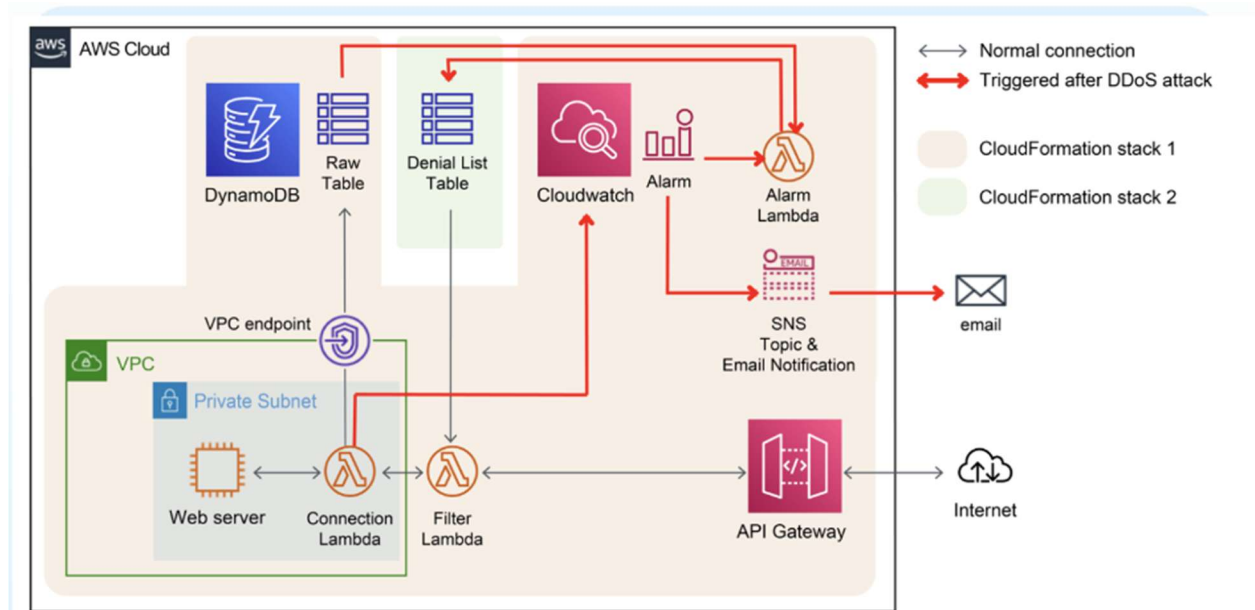 aws
AWS Cloud
DynamoDB
Raw
Table
Denial List
Table
Cloudwatch
Alarm
Alarm
Lambda
EMAIL
SNS
Topic &
Email Notification
email
Normal connection
Triggered after DDoS attack
CloudFormation stack 1
CloudFormation stack 2
VPC endpoint
VPC
Private Subnet
Web server
Connection
Lambda
Filter
Lambda
</>
API Gateway
Internet